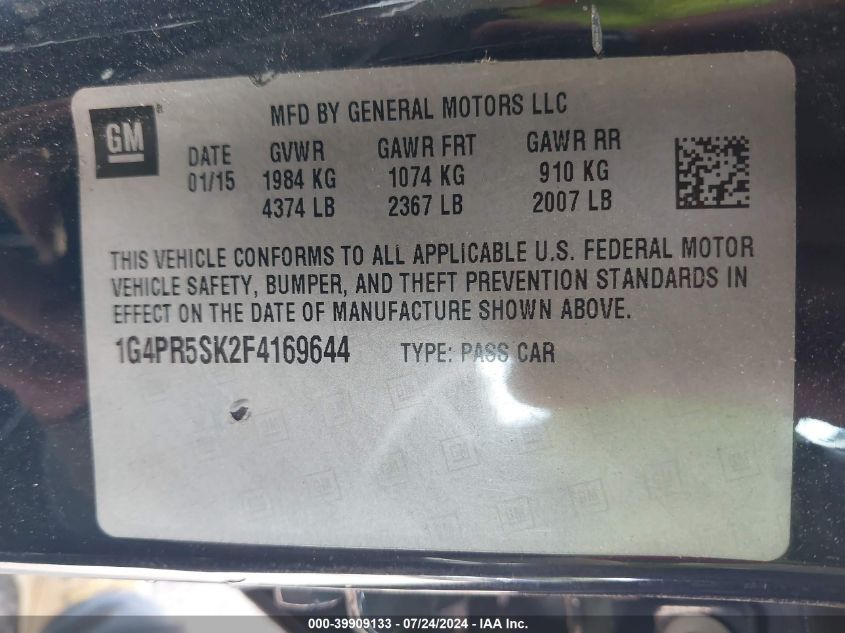 GM
®
MFD BY GENERAL MOTORS LLC
DATE GVWR GAWR FRT GAWR RR
01/15 1984 KG 1074 KG 910 KG
4374 LB 2367 LB 2007 LB
THIS VEHICLE CONFORMS TO ALL APPLICABLE U.S. FEDERAL MOTOR
VEHICLE SAFETY, BUMPER, AND THEFT PREVENTION STANDARDS IN
EFFECT ON THE DATE OF MANUFACTURE SHOWN ABOVE.
1G4PR5SK2F4169644 TYPE: PASS CAR
000-39909133 - 07/24/2024 - IAA Inc.